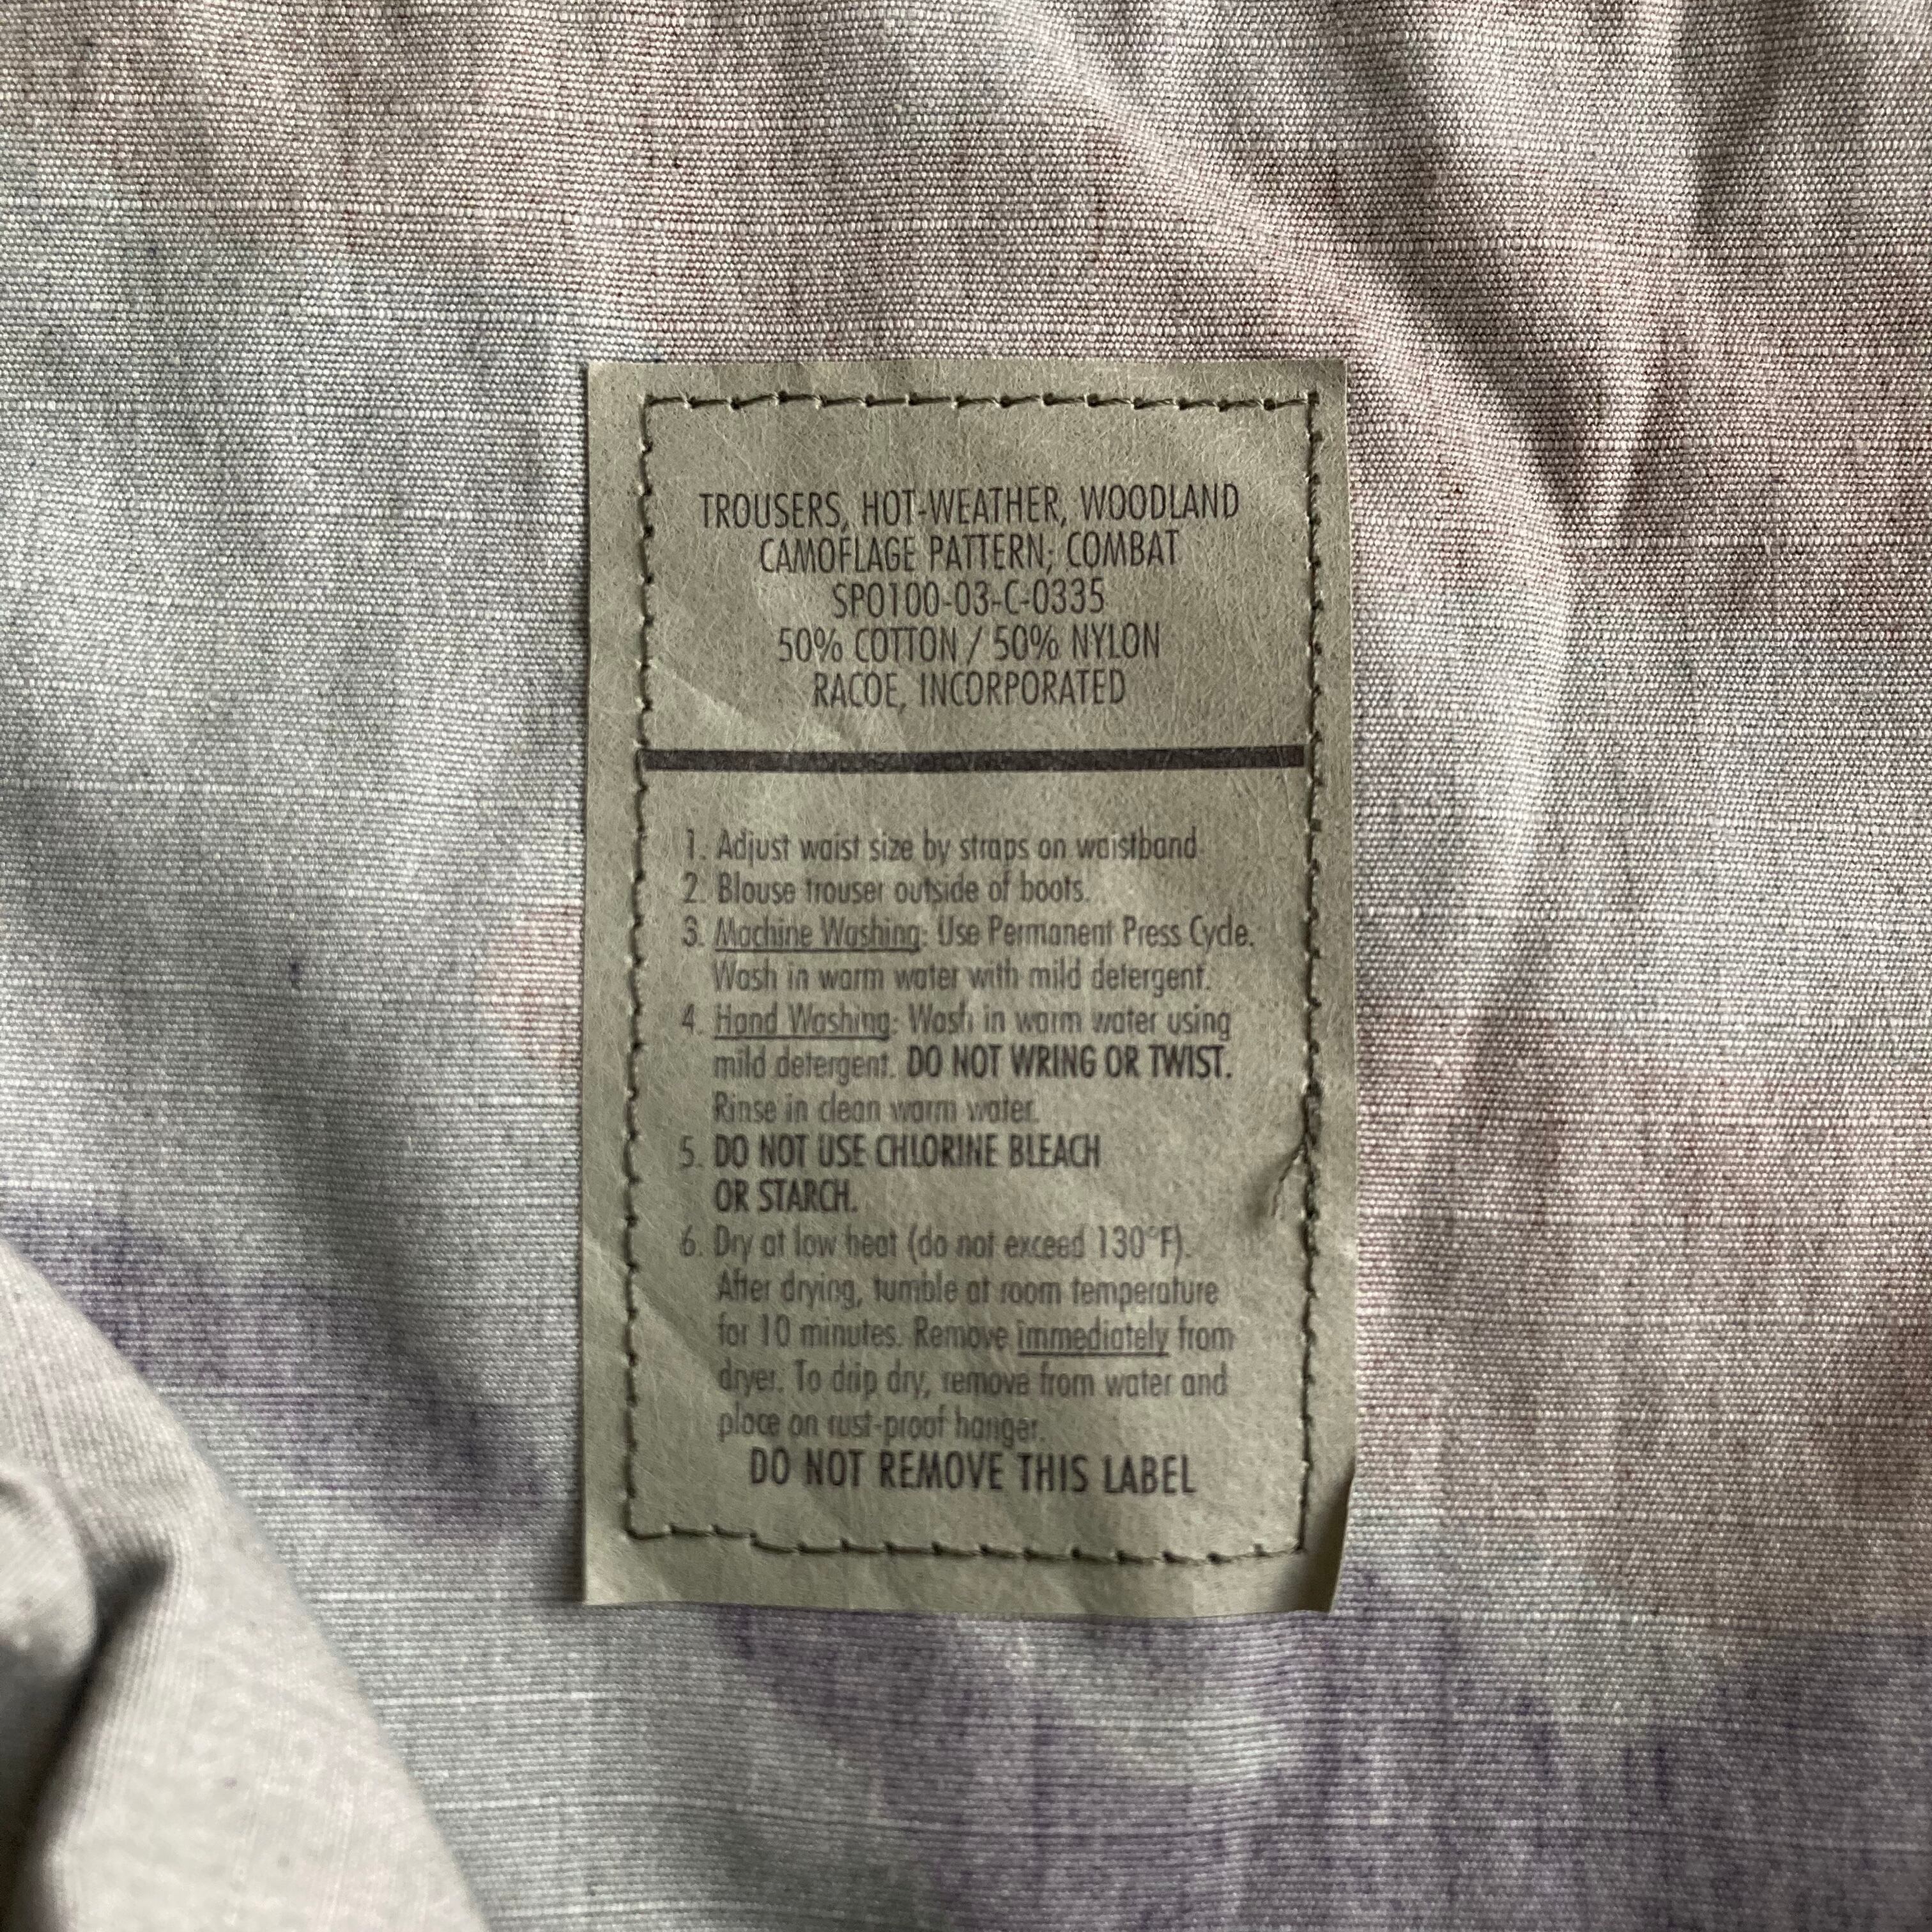 TROUSERS, HOT-WEATHER, WOODLAND
CAMOFLAGE PATTERN; COMBAT
SPO100-03-C-0335
50% COTTON / 50% NYLON
RACOE, INCORPORATED
1. Adjust waist size by straps on waistband.
2. Blouse trouser outside of boots.
3. Machine Washing: Use Permanent Press Cycle.
Wash in warm water with mild detergent.
4. Hand Washing: Wash in warm water using
mild detergent. DO NOT WRING OR TWIST.
Rinse in clean warm water.
5. DO NOT USE CHLORINE BLEACH
OR STARCH.
6. Dry at low heat (do not exceed 130°F).
After drying, tumble at room temperature
for 10 minutes. Remove immediately from
dryer. To drip dry, remove from water and
place on rust-proof hanger.
DO NOT REMOVE THIS LABEL